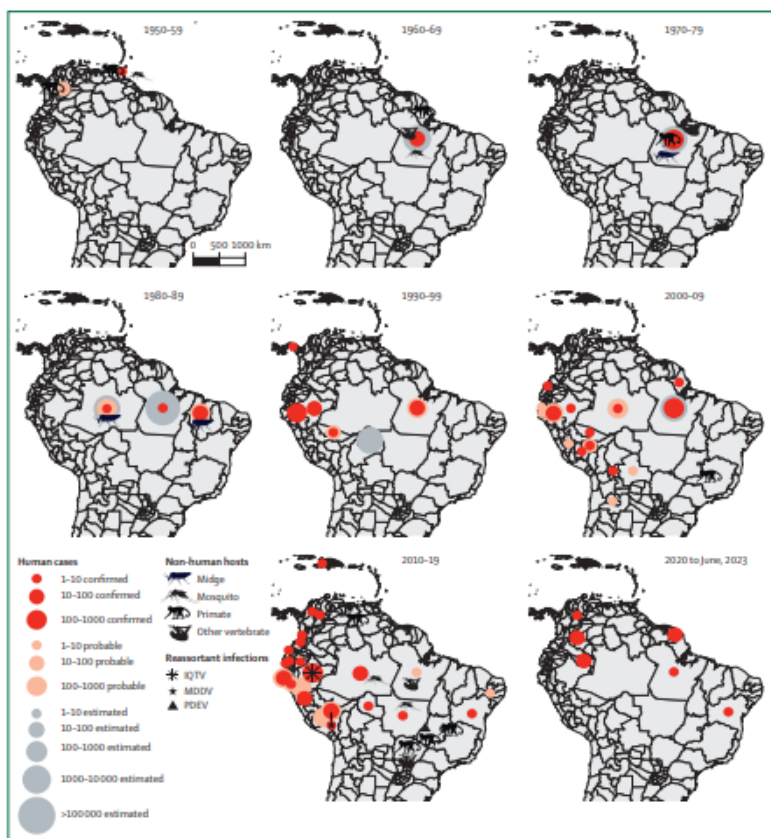 1950–59
1960–69
1970–79
0 500 1000 km
1980–89
1990–99
2000–09
Human cases
1–10 confirmed
10–100 confirmed
100–1000 confirmed
1–10 probable
10–100 probable
100–1000 probable
1–10 estimated
10–100 estimated
100–1000 estimated
1000–10 000 estimated
>100 000 estimated
Non-human hosts
Midge
Mosquito
Primate
Other vertebrate
Reassortant infections
IQTV
MDDV
PDEV
2010–19
2020 to June, 2023